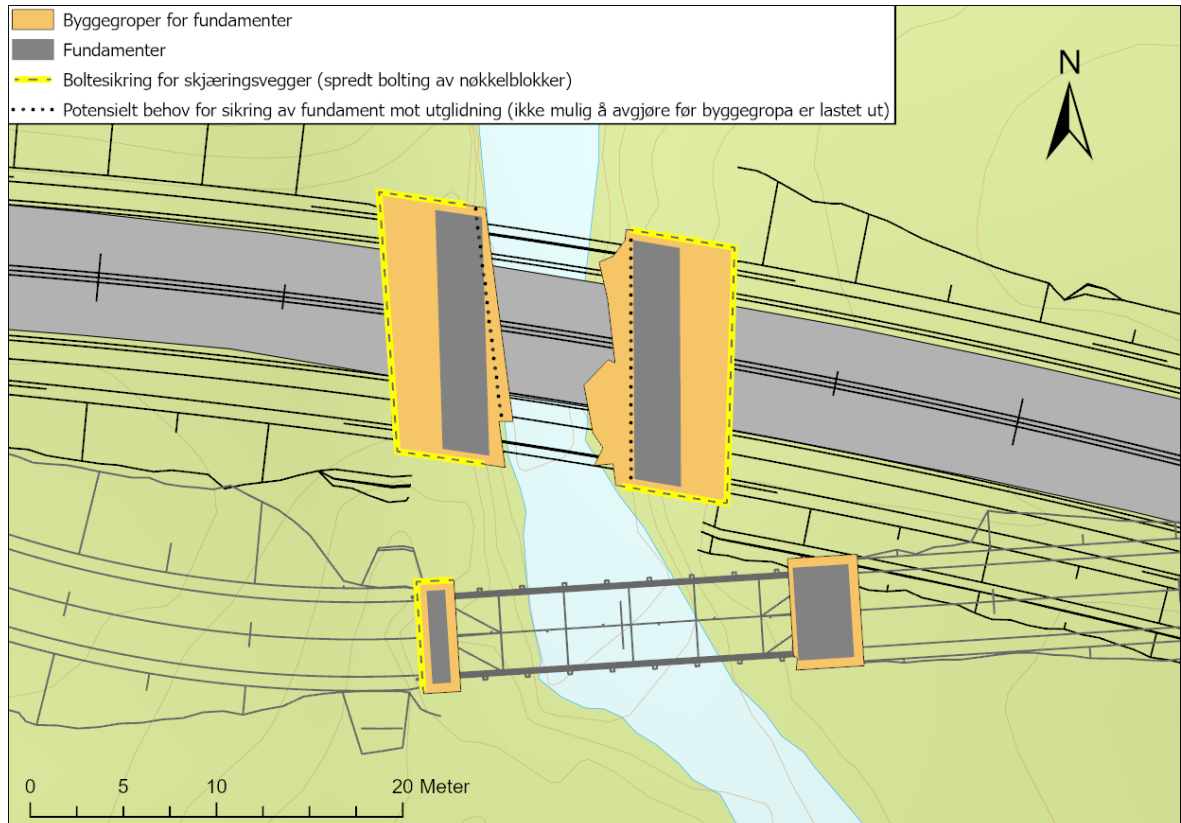 Byggegroper for fundamenter
Fundamenter
Boltesikring for skjæringsvegger (spredt bolting av nøkkelblokker)
Potensielt behov for sikring av fundament mot utglidning (ikke mulig å avgjøre før byggegropa er lastet ut)
N
0 5 10 20 Meter